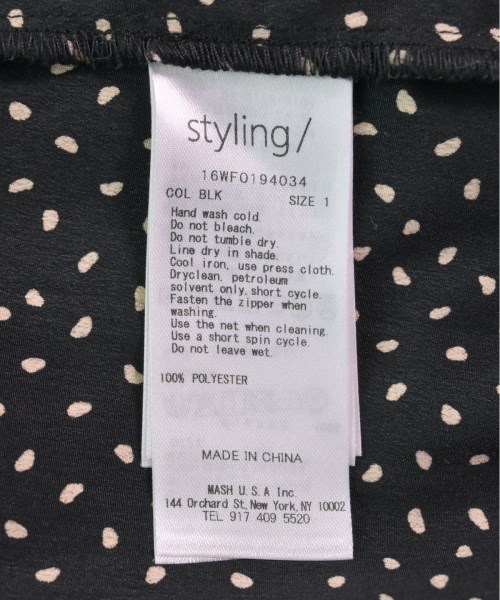 styling/
16WF0194034
COL BLK SIZE 1
Hand wash cold.
Do not bleach.
Do not tumble dry.
Line dry in shade.
Cool iron, use press cloth.
Dryclean, petroleum
solvent only, short cycle.
Fasten the zipper when
washing.
Use the net when cleaning.
Use a short spin cycle.
Do not leave wet.
100% POLYESTER
MADE IN CHINA
MASH U.S.A Inc.
144 Orchard St, New York, NY 10002
TEL 917 409 5520